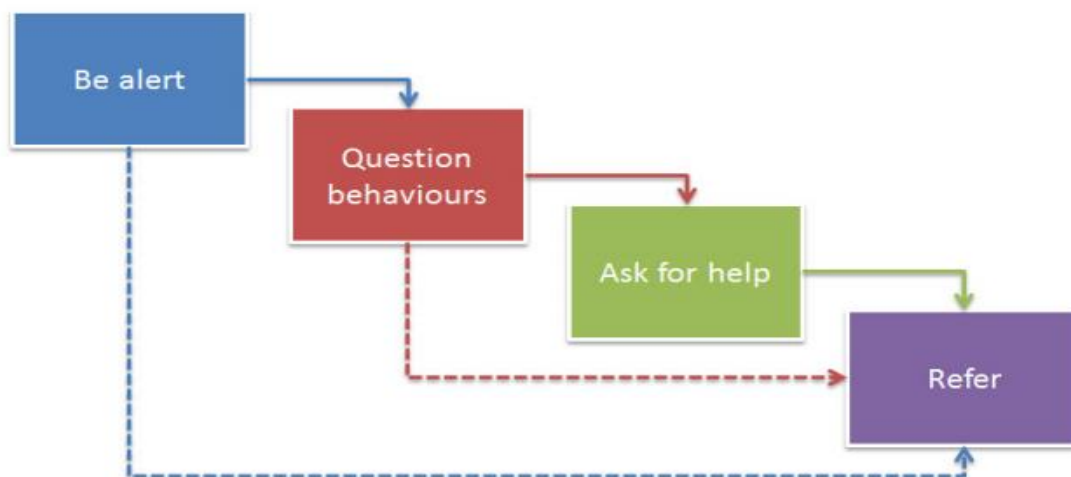 Be alert
Question
behaviours
Ask for help
Refer